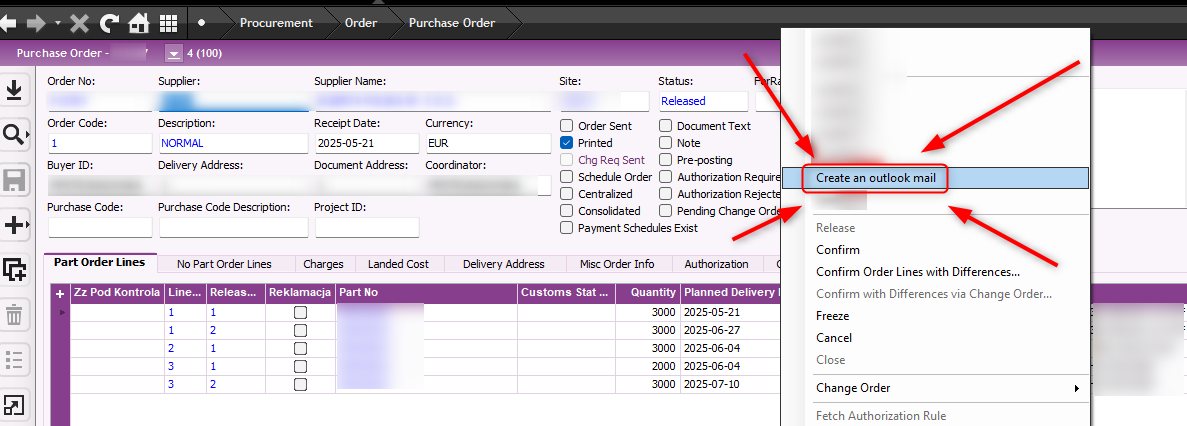 Procurement Order Purchase Order
Purchase Order - 4 (100)
Order No: Supplier: Supplier Name: Site: Status:
Released
Order Code: Description: Receipt Date: Currency:
1 NORMAL 2025-05-21 EUR
Buyer ID: Delivery Address: Document Address: Coordinator:
Purchase Code: Purchase Code Description: Project ID:
Order Sent Document Text
Printed Note
Chg Req Sent Pre-posting
Schedule Order Authorization Require
Centralized Authorization Rejecte
Consolidated Pending Change Orde
Payment Schedules Exist
Create an outlook mail
Release
Confirm
Confirm Order Lines with Differences...
Confirm with Differences via Change Order...
Freeze
Cancel
Close
Change Order
Fetch Authorization Rule
Part Order Lines No Part Order Lines Charges Landed Cost Delivery Address Misc Order Info Authorization
Zz Pod Kontrola Line... Releas... Reklamacja Part No Customs Stat ... Quantity Planned Delivery
1 1 3000 2025-05-21
1 2 3000 2025-06-27
2 1 3000 2025-06-04
3 1 2000 2025-06-04
3 2 3000 2025-07-10